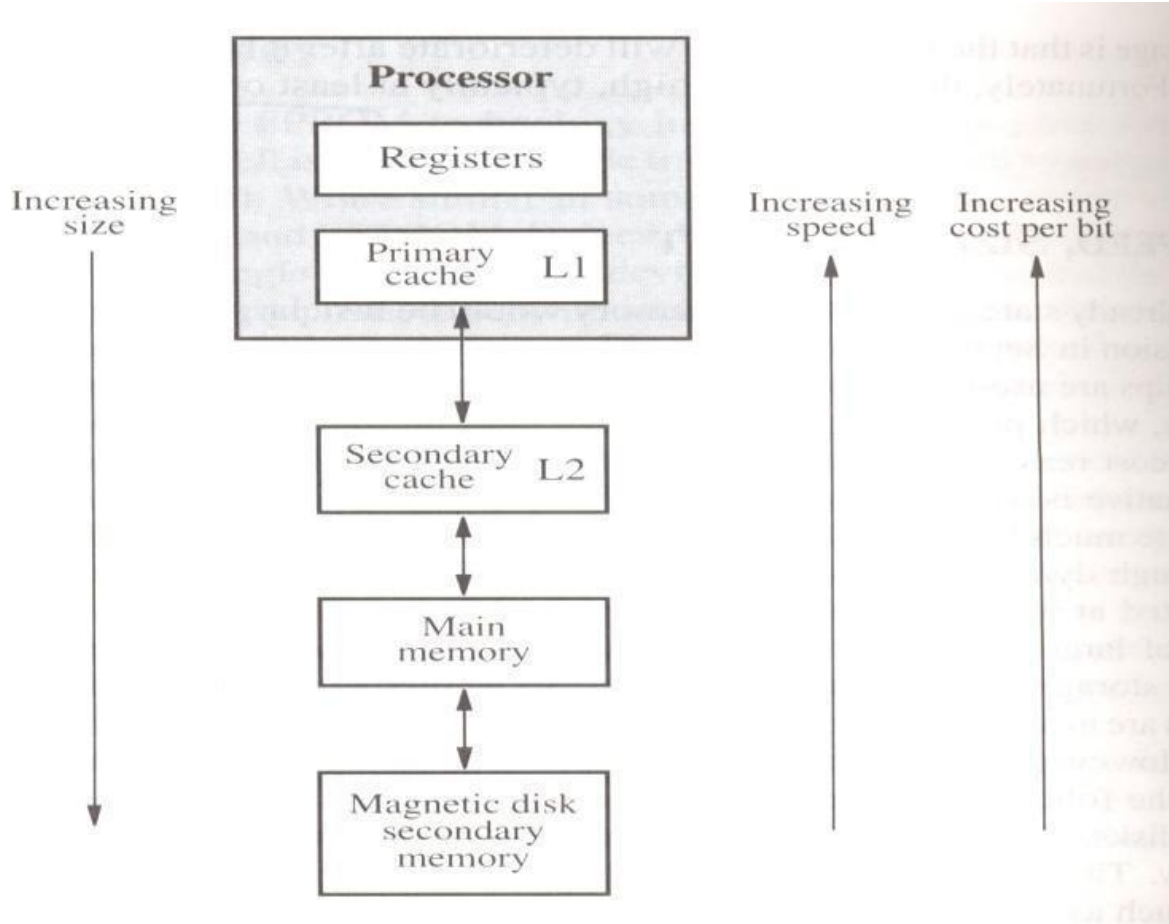 Processor
Registers
Primary
cache
L1
Increasing
size
Increasing
speed
Increasing
cost per bit
Secondary
cache
L2
Main
memory
Magnetic disk
secondary
memory